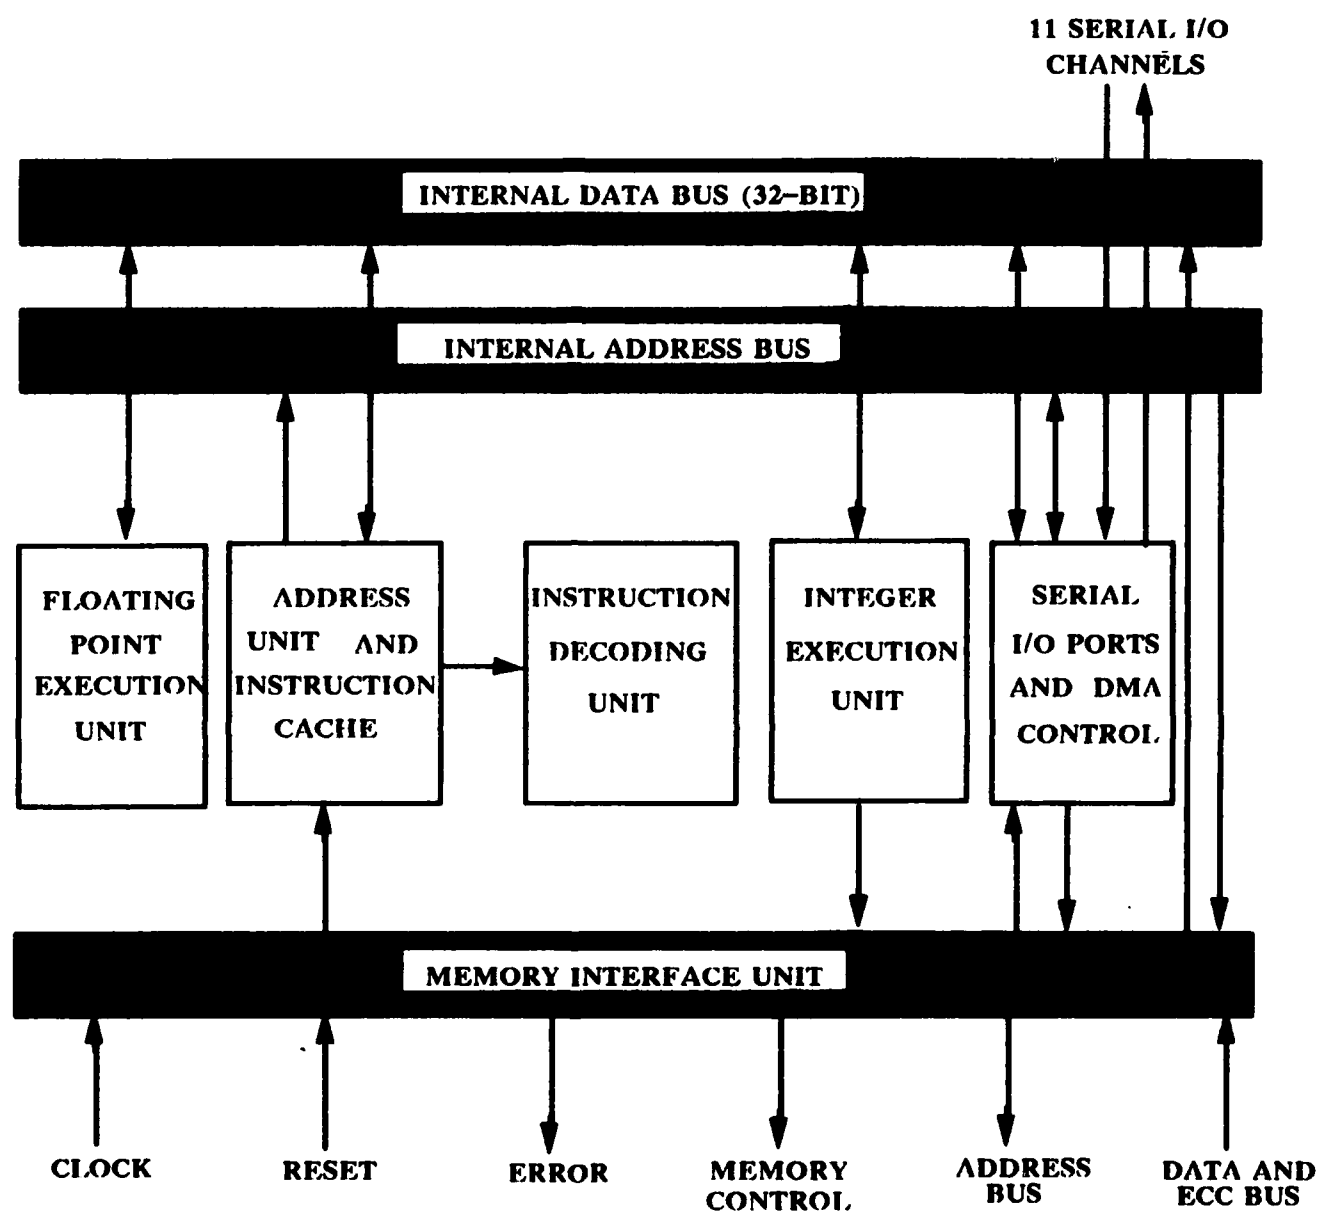 11 SERIAL I/O
CHANNELS
INTERNAL DATA BUS (32-BIT)
INTERNAL ADDRESS BUS
FLOATING
POINT
EXECUTION
UNIT
ADDRESS
UNIT AND
INSTRUCTION
CACHE
INSTRUCTION
DECODING
UNIT
INTEGER
EXECUTION
UNIT
SERIAL
I/O PORTS
AND DMA
CONTROL
MEMORY INTERFACE UNIT
CLOCK
RESET
ERROR
MEMORY
CONTROL
ADDRESS
BUS
DATA AND
ECC BUS